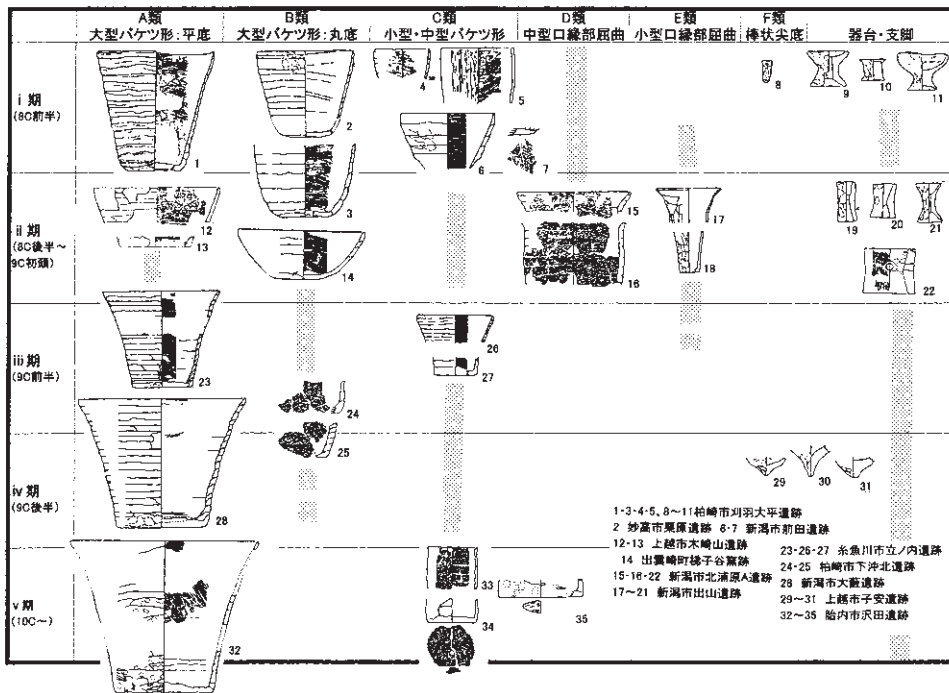 A類
大型バケツ形：平底
B類
大型バケツ形：丸底
C類
小型・中型バケツ形
D類
中型口縁部屈曲
E類
小型口縁部屈曲
F類
棒状尖底
器台・支脚
i 期
(8C前半)
1
2
3
4
5
6
7
8
9
10
11
ii 期
(8C後半～
9C初頭)
12
13
14
15
16
17
18
19
20
21
22
iii 期
(9C前半)
23
24
26
27
iv 期
(9C後半)
25
28
29
30
31
v 期
(10C～)
32
33
34
35
1・3・4・5、8～11柏崎市刈羽大平遺跡
2 妙高市栗原遺跡 6・7 新潟市前田遺跡
12・13 上越市木崎山遺跡
14 出雲崎町梯子谷窯跡
15・16・22 新潟市北浦原A遺跡
17～21 新潟市出山遺跡
23・26・27 糸魚川市立ノ内遺跡
24・25 柏崎市下沖北遺跡
28 新潟市大藪遺跡
29～31 上越市子安遺跡
32～35 胎内市沢田遺跡